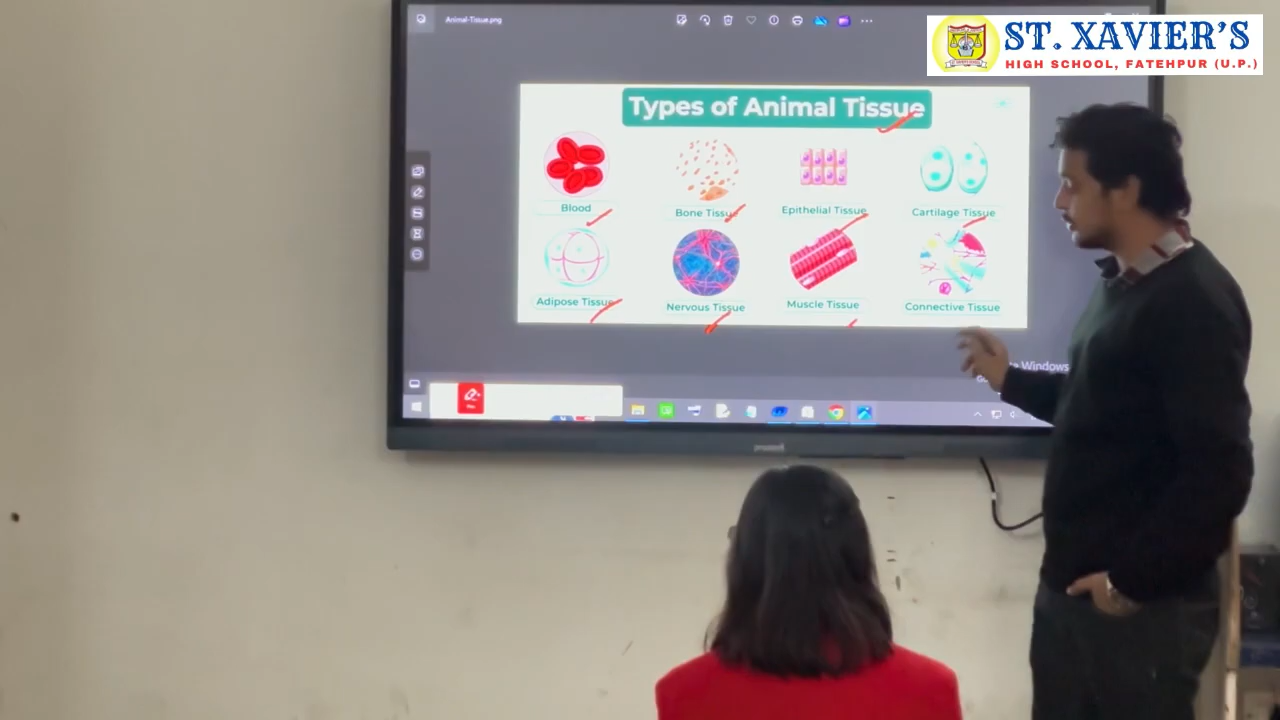 Animal-Tissue.png
ST. XAVIER'S
HIGH SCHOOL, FATEHPUR (U.P.)
Types of Animal Tissue
Blood
Bone Tissue
Epithelial Tissue
Cartilage Tissue
Adipose Tissue
Nervous Tissue
Muscle Tissue
Connective Tissue
Windows